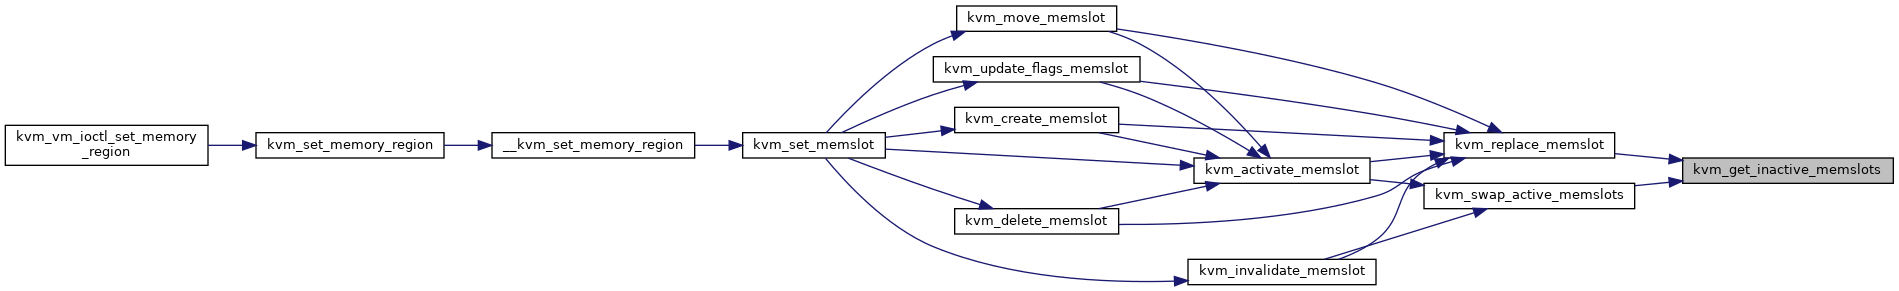 kvm_vm_ioctl_set_memory
_region
kvm_set_memory_region
__kvm_set_memory_region
kvm_set_memslot
kvm_move_memslot
kvm_update_flags_memslot
kvm_create_memslot
kvm_activate_memslot
kvm_delete_memslot
kvm_invalidate_memslot
kvm_replace_memslot
kvm_swap_active_memslots
kvm_get_inactive_memslots